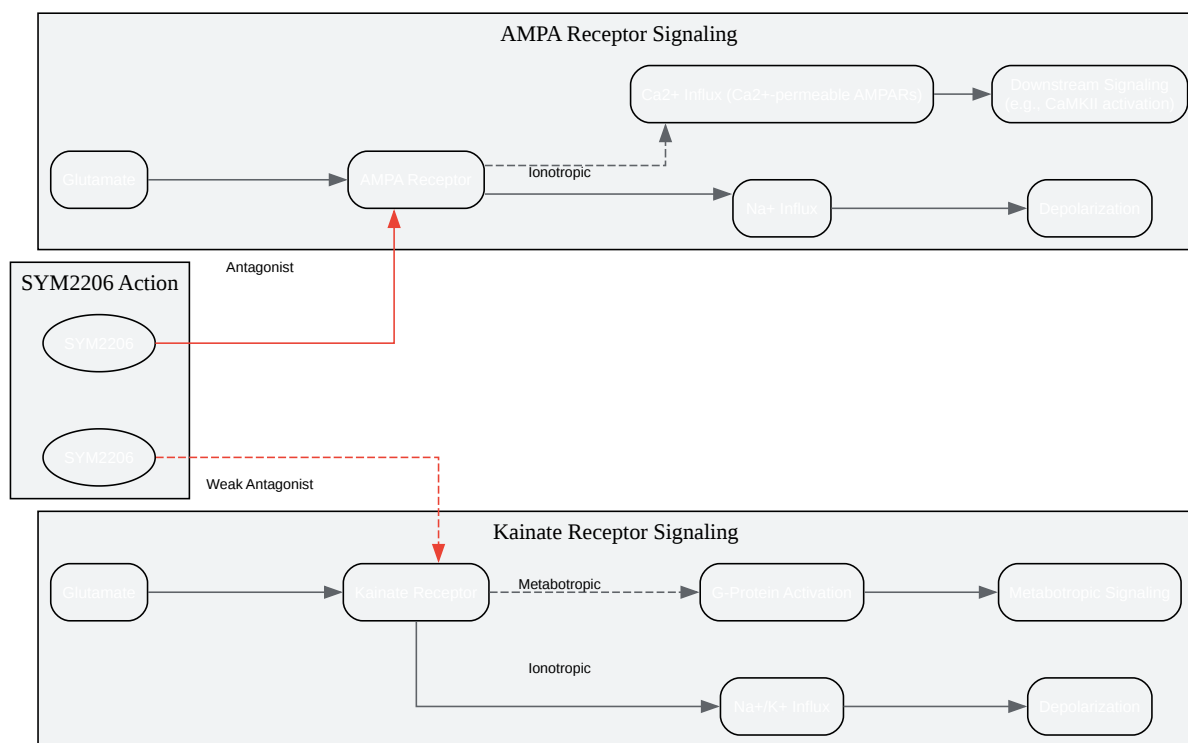 AMPA Receptor Signaling
Ca2+ Influx (Ca2+-permeable AMPARs)
Downstream Signaling
(e.g., CaMKII activation)
Glutamate
AMPA Receptor
Ionotropic
Na+ Influx
Depolarization
SYM2206 Action
Antagonist
SYM2206
SYM2206
Weak Antagonist
Kainate Receptor Signaling
Glutamate
Kainate Receptor
Metabotropic
G-Protein Activation
Metabotropic Signaling
Ionotropic
Na+/K+ Influx
Depolarization